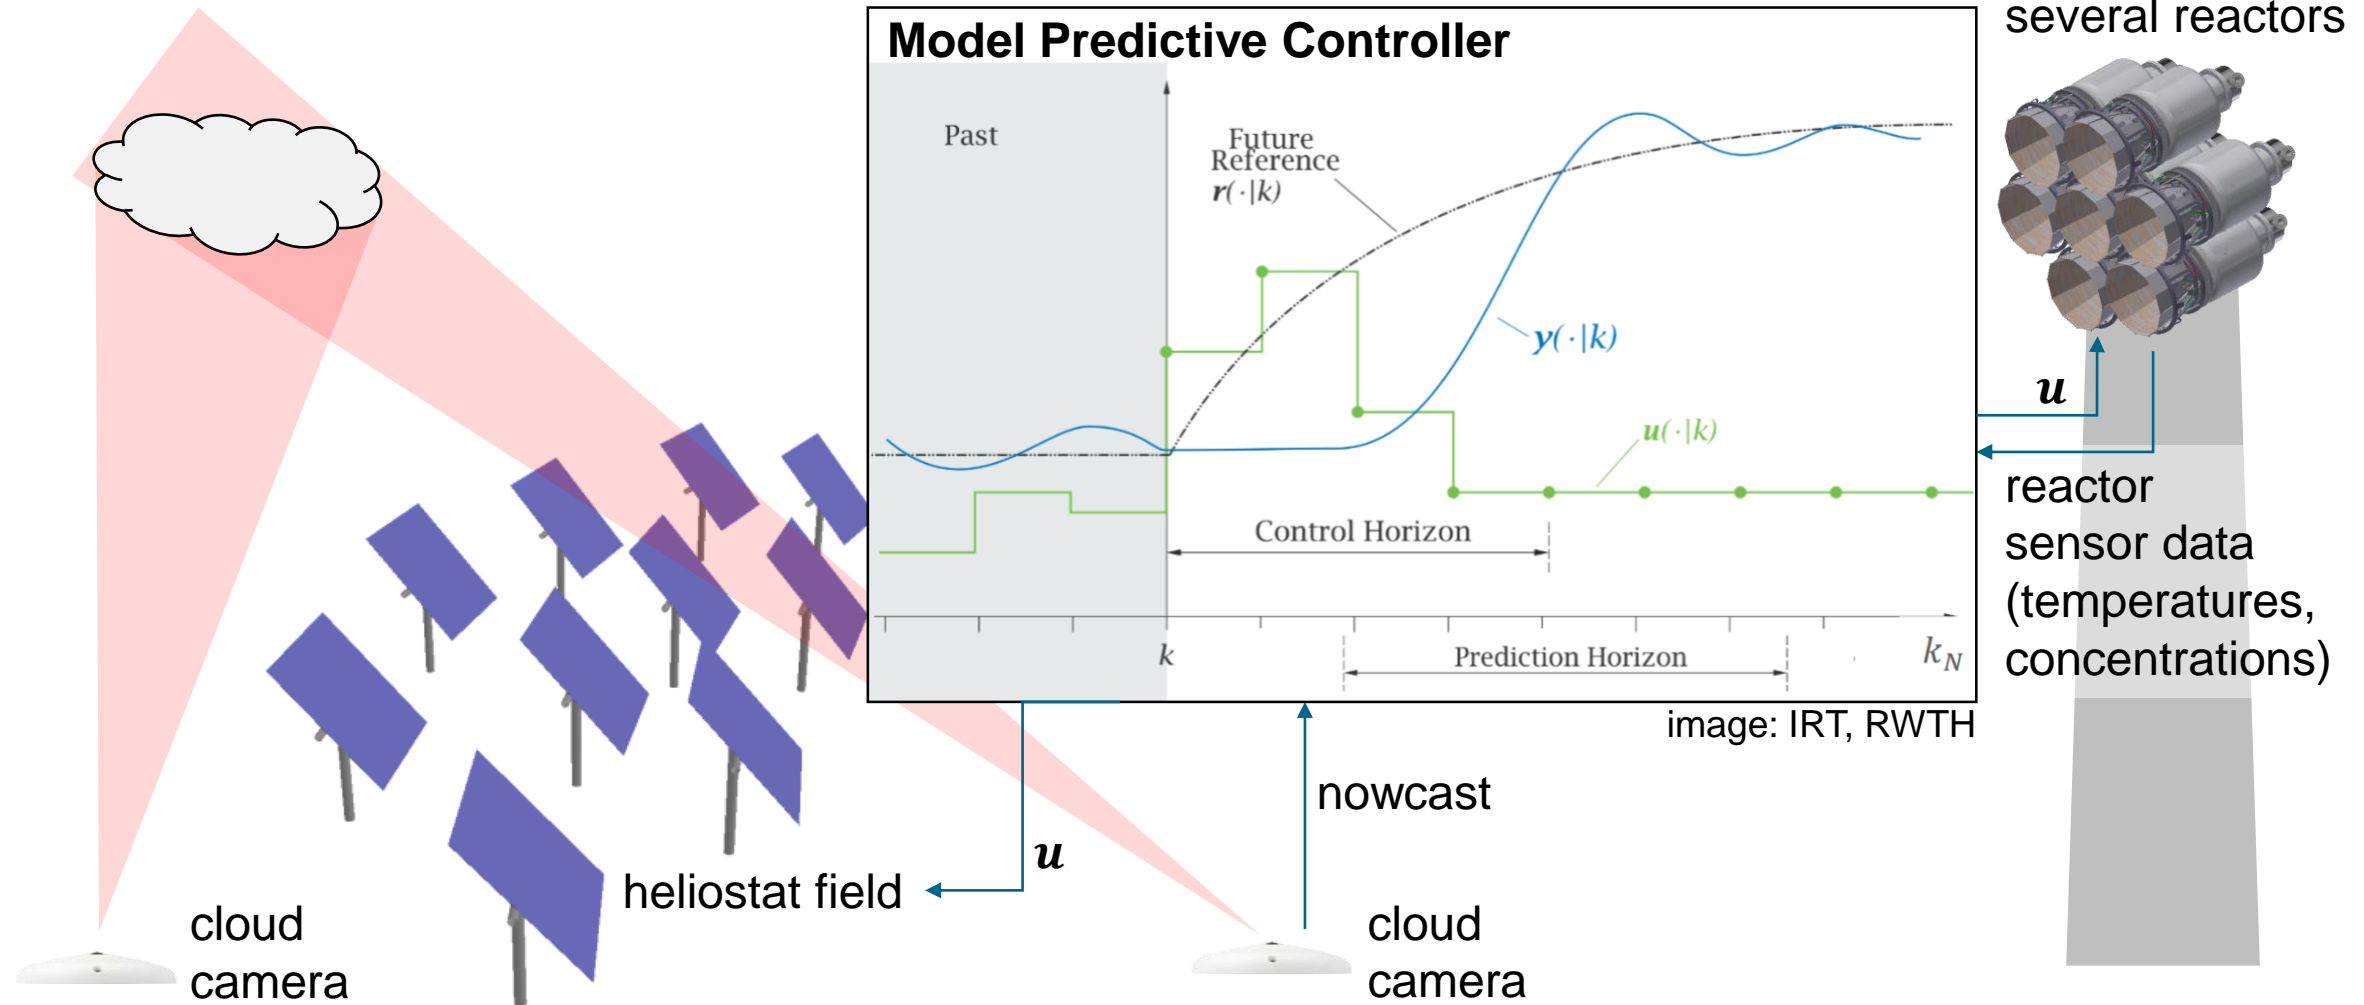 several reactors
Model Predictive Controller
Past
Future
Reference
r(·|k)
y(·|k)
u
u(·|k)
reactor
sensor data
(temperatures,
concentrations)
Control Horizon
k
Prediction Horizon
k_N
image: IRT, RWTH
nowcast
u
heliostat field
cloud
camera
cloud
camera